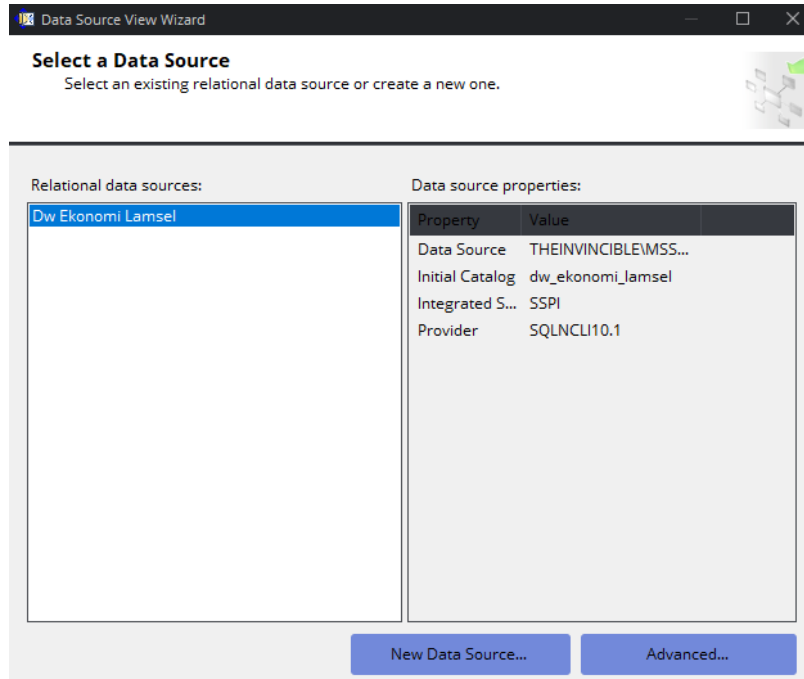 Data Source View Wizard
Select a Data Source
Select an existing relational data source or create a new one.
Relational data sources:
Data source properties:
Dw Ekonomi Lamsel
Property Value
Data Source THEINVINCIBLE\MSS...
Initial Catalog dw_ekonomi_lamsel
Integrated S... SSPI
Provider SQLNCLI10.1
New Data Source...
Advanced...